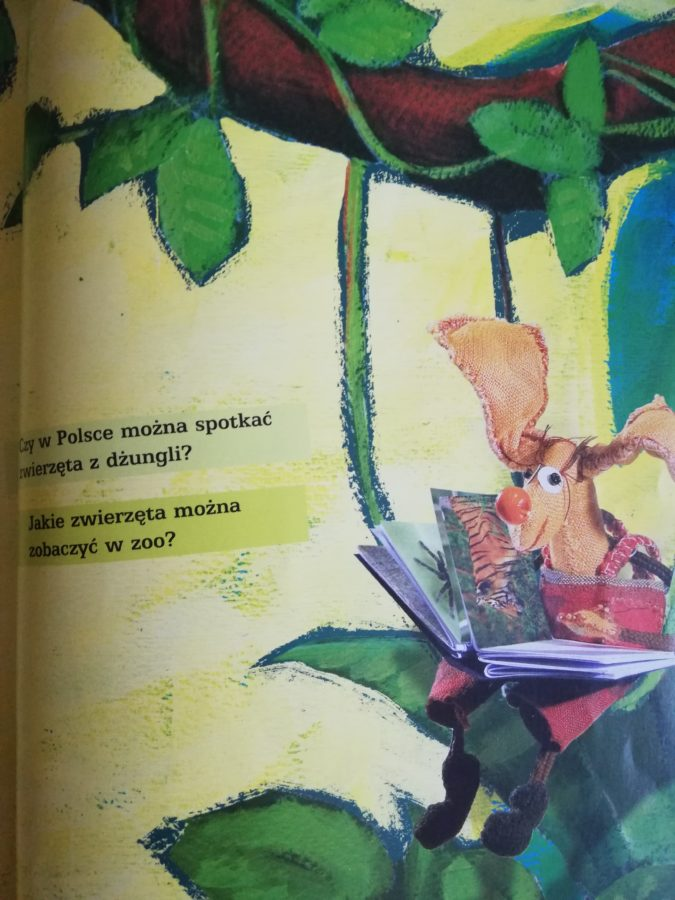 Czy w Polsce można spotkać
zwierzęta z dżungli?
Jakie zwierzęta można
zobaczyć w zoo?